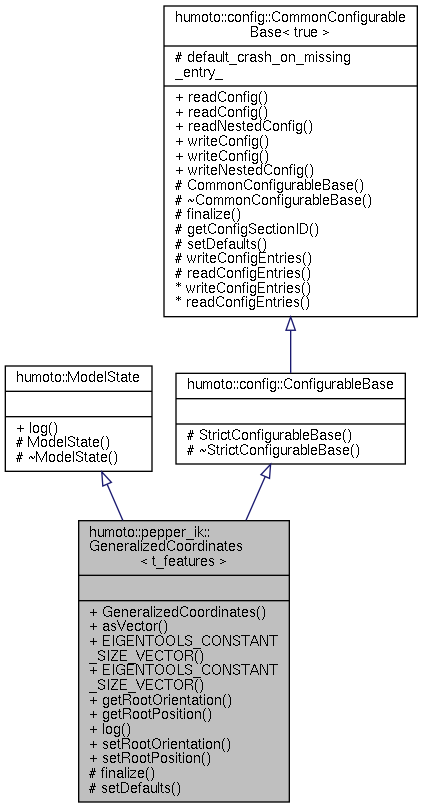 humoto::config::CommonConfigurable
Base< true >
# default_crash_on_missing
_entry_
+ readConfig()
+ readConfig()
+ readNestedConfig()
+ writeConfig()
+ writeConfig()
+ writeNestedConfig()
# CommonConfigurableBase()
# ~CommonConfigurableBase()
# finalize()
# getConfigSectionID()
# setDefaults()
# writeConfigEntries()
# readConfigEntries()
* writeConfigEntries()
* readConfigEntries()
humoto::ModelState
+ log()
# ModelState()
# ~ModelState()
humoto::config::ConfigurableBase
# StrictConfigurableBase()
# ~StrictConfigurableBase()
humoto::pepper_ik::
GeneralizedCoordinates
< t_features >
+ GeneralizedCoordinates()
+ asVector()
+ EIGENTOOLS_CONSTANT
_SIZE_VECTOR()
+ EIGENTOOLS_CONSTANT
_SIZE_VECTOR()
+ getRootOrientation()
+ getRootPosition()
+ log()
+ setRootOrientation()
+ setRootPosition()
# finalize()
# setDefaults()